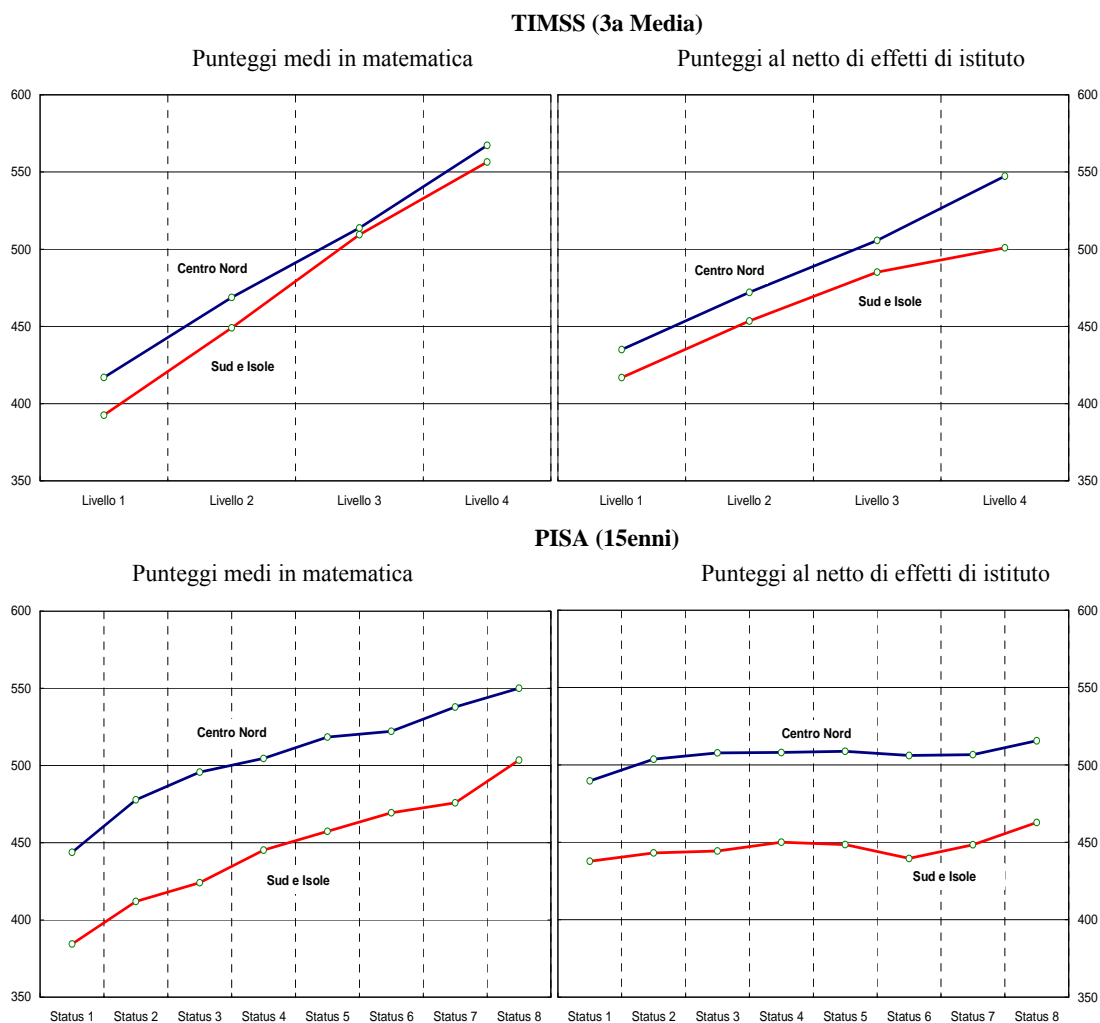 TIMSS (3a Media)
Punteggi medi in matematica
Punteggi al netto di effetti di istituto
600
550
500
450
400
350
Centro Nord
Sud e Isole
Livello 1 Livello 2 Livello 3 Livello 4
Centro Nord
Sud e Isole
600
550
500
450
400
350
Livello 1 Livello 2 Livello 3 Livello 4
PISA (15enni)
Punteggi medi in matematica
Punteggi al netto di effetti di istituto
600
550
500
450
400
350
Centro Nord
Sud e Isole
Status 1 Status 2 Status 3 Status 4 Status 5 Status 6 Status 7 Status 8
Centro Nord
Sud e Isole
600
550
500
450
400
350
Status 1 Status 2 Status 3 Status 4 Status 5 Status 6 Status 7 Status 8